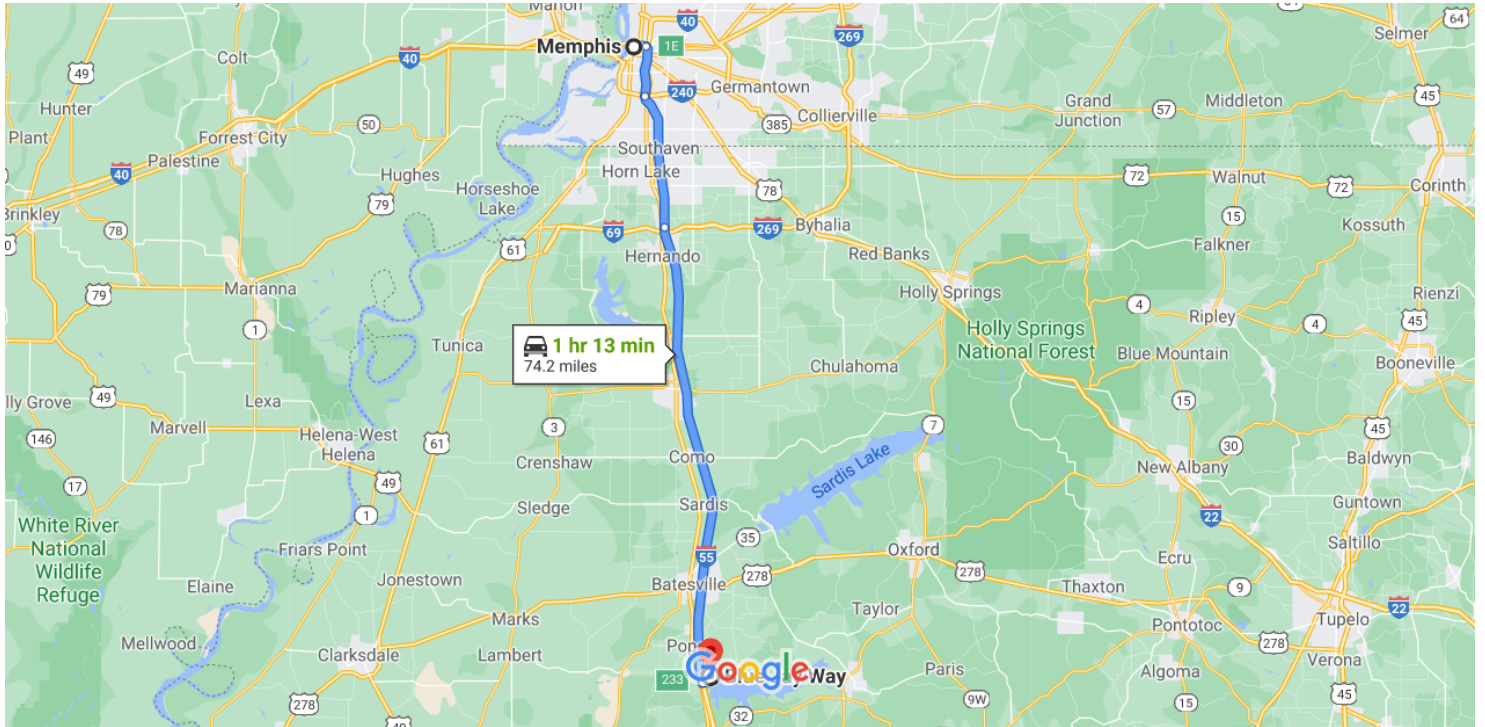 Marion
40
64
Selmer
Memphis
1E
269
Colt
40
49
240
Germantown
Grand
Junction
57
Middleton
45
Hunter
50
385
Collierville
Plant
Forrest City
Southaven
Palestine
40
Hughes
Horn Lake
Horseshoe
Lake
78
72
Walnut
72
Corinth
79
Brinkley
78
15
Kossuth
61
69
269
Byhalia
Falkner
Hernando
Red Banks
79
Marianna
Holly Springs
4
Rienzi
1
Ripley
4
45
Holly Springs
National Forest
1 hr 13 min
74.2 miles
Tunica
Blue Mountain
Booneville
Chulahoma
49
lly Grove
Lexa
15
146
Marvell
3
7
45
Helena-West
Helena
61
30
Como
Baldwyn
Crenshaw
Sardis Lake
New Albany
17
49
Sardis
Guntown
Sledge
1
22
White River
National
Wildlife
Refuge
35
Saltillo
Friars Point
Oxford
55
Ecru
Elaine
Jonestown
Batesville
278
278
Thaxton
9
22
Taylor
Marks
Tupelo
Pontotoc
Mellwood
278
Clarksdale
Lambert
Pop
Google
Paris
Verona
Way
Algoma
233
45
278
9W
15
32
49